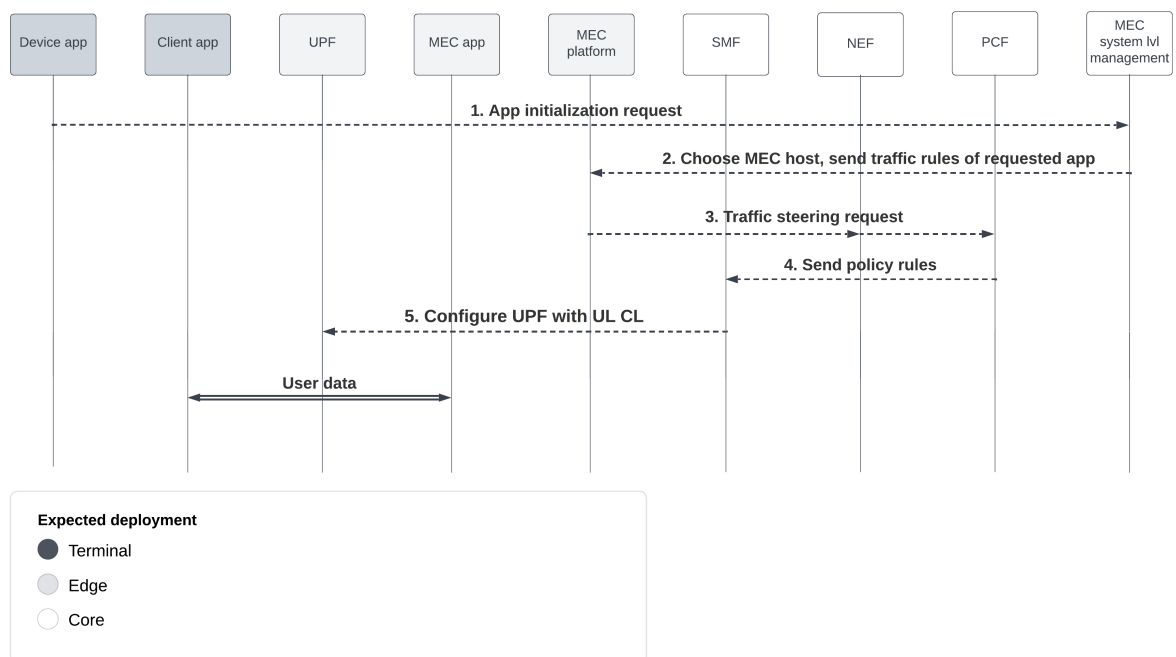 Device app
Client app
UPF
MEC app
MEC
platform
SMF
NEF
PCF
MEC
system lvl
management
1. App initialization request
2. Choose MEC host, send traffic rules of requested app
3. Traffic steering request
4. Send policy rules
5. Configure UPF with UL CL
User data
Expected deployment
Terminal
Edge
Core